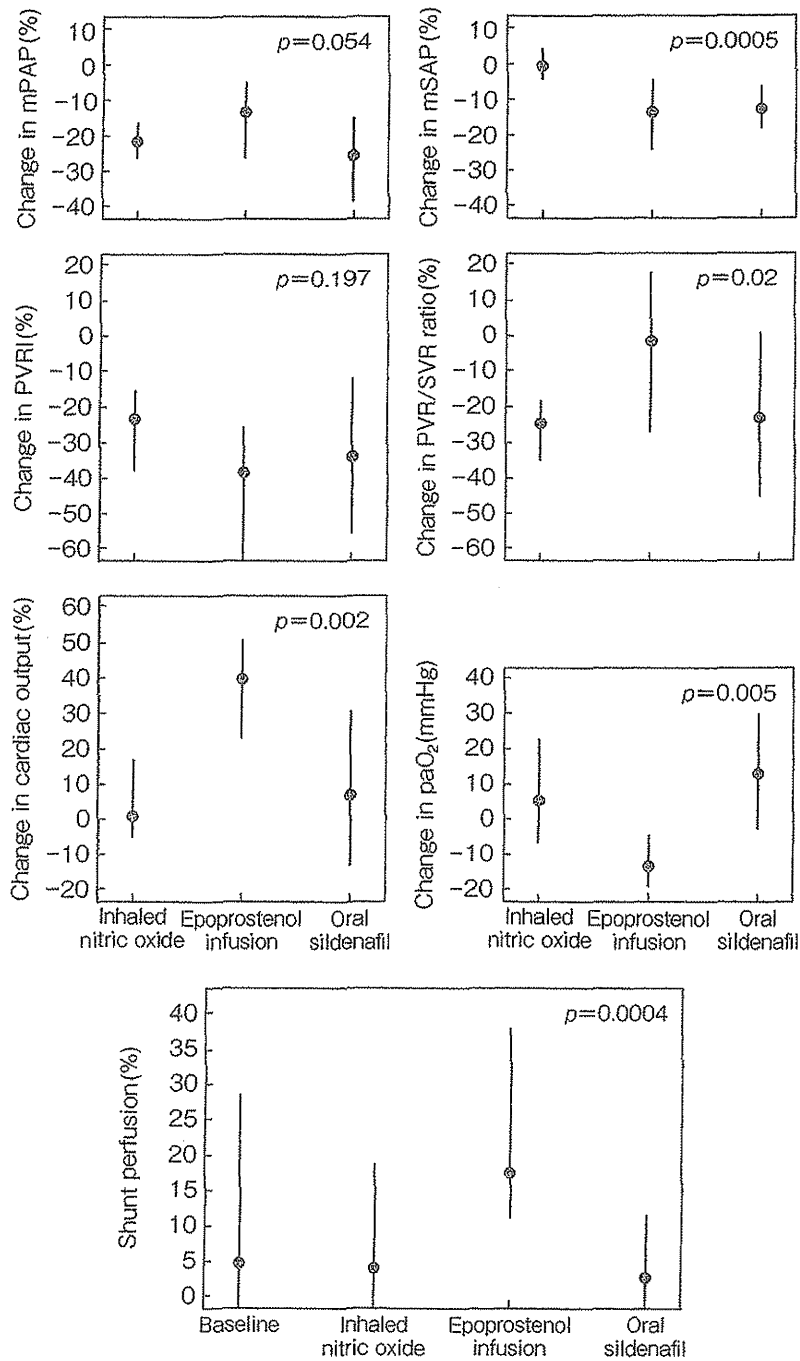 Change in mPAP(%)
10
0
−10
−20
−30
−40
p=0.054
Change in mSAP(%)
10
0
−10
−20
−30
−40
p=0.0005
Change in PVRI(%)
20
10
0
−10
−20
−30
−40
−50
−60
p=0.197
Change in PVR/SVR ratio(%)
20
10
0
−10
−20
−30
−40
−50
−60
p=0.02
Change in cardiac output(%)
60
50
40
30
20
10
0
−10
−20
p=0.002
Inhaled
nitric oxide
Epoprostenol
infusion
Oral
sildenafil
Change in paO₂(mmHg)
40
30
20
10
0
−10
−20
p=0.005
Inhaled
nitric oxide
Epoprostenol
infusion
Oral
sildenafil
Shunt perfusion(%)
40
35
30
25
20
15
10
5
0
p=0.0004
Baseline
Inhaled
nitric oxide
Epoprostenol
infusion
Oral
sildenafil